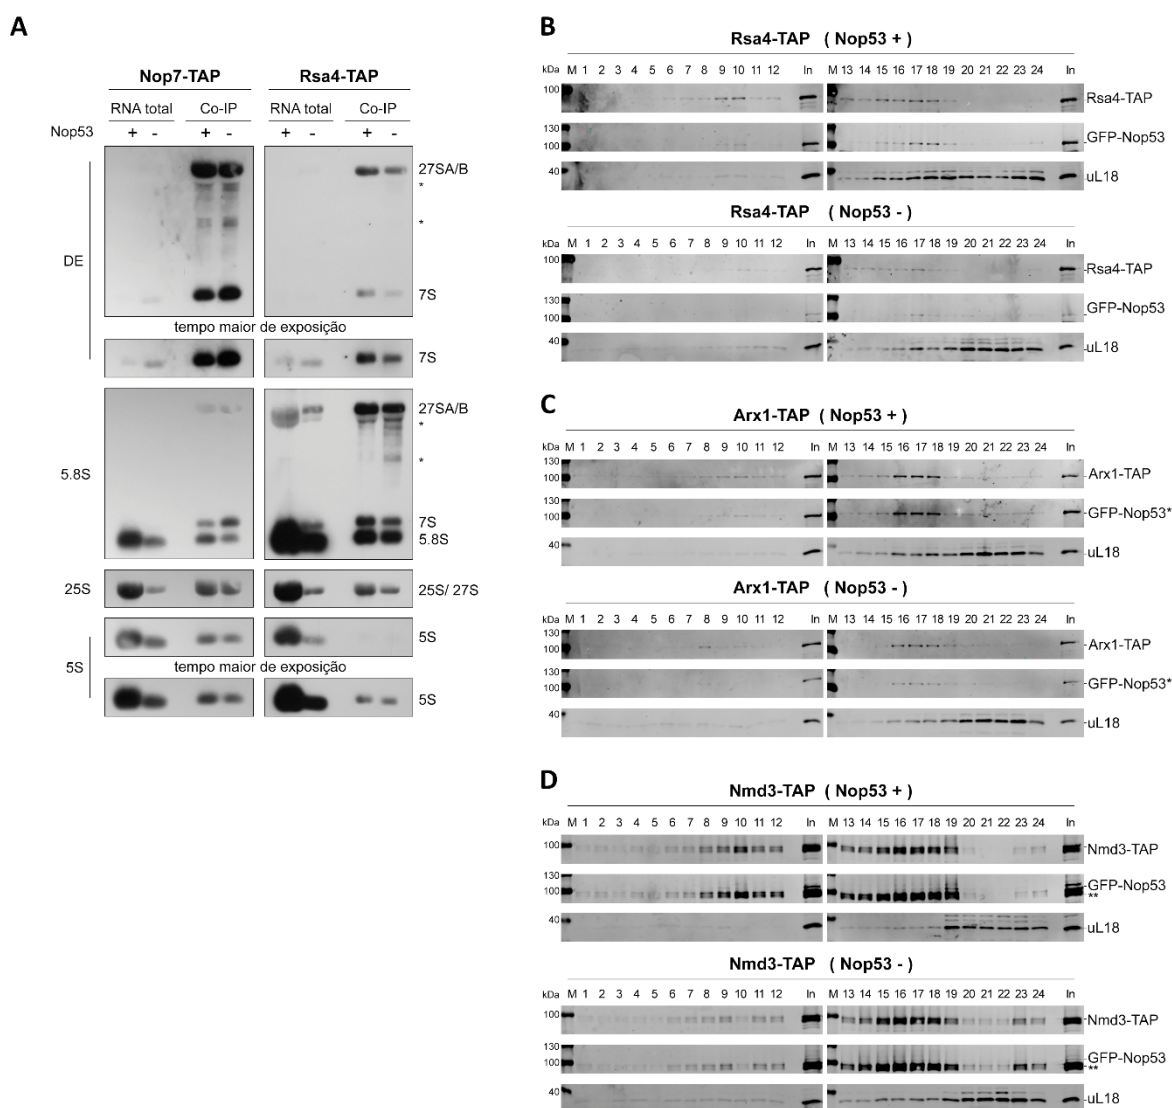 A
Nop7-TAP Rsa4-TAP
RNA total Co-IP RNA total Co-IP
Nop53 + - + - + - + -
27SA/B
*
*
DE
7S
tempo maior de exposição
7S
27SA/B
*
*
5.8S
7S
5.8S
25S 25S/ 27S
5S
5S
tempo maior de exposição
5S
B
Rsa4-TAP ( Nop53 + )
kDa M 1 2 3 4 5 6 7 8 9 10 11 12 In M 13 14 15 16 17 18 19 20 21 22 23 24 In
100 Rsa4-TAP
130
100 GFP-Nop53
40 uL18
Rsa4-TAP ( Nop53 - )
kDa M 1 2 3 4 5 6 7 8 9 10 11 12 In M 13 14 15 16 17 18 19 20 21 22 23 24 In
100 Rsa4-TAP
130
100 GFP-Nop53
40 uL18
C
Arx1-TAP ( Nop53 + )
kDa M 1 2 3 4 5 6 7 8 9 10 11 12 In M 13 14 15 16 17 18 19 20 21 22 23 24 In
130
100 Arx1-TAP
130
100 GFP-Nop53*
40 uL18
Arx1-TAP ( Nop53 - )
kDa M 1 2 3 4 5 6 7 8 9 10 11 12 In M 13 14 15 16 17 18 19 20 21 22 23 24 In
130
100 Arx1-TAP
130
100 GFP-Nop53*
40 uL18
D
Nmd3-TAP ( Nop53 + )
kDa M 1 2 3 4 5 6 7 8 9 10 11 12 In M 13 14 15 16 17 18 19 20 21 22 23 24 In
100 Nmd3-TAP
130 GFP-Nop53
100 **
40 uL18
Nmd3-TAP ( Nop53 - )
kDa M 1 2 3 4 5 6 7 8 9 10 11 12 In M 13 14 15 16 17 18 19 20 21 22 23 24 In
100 Nmd3-TAP
130 GFP-Nop53
100 **
40 uL18